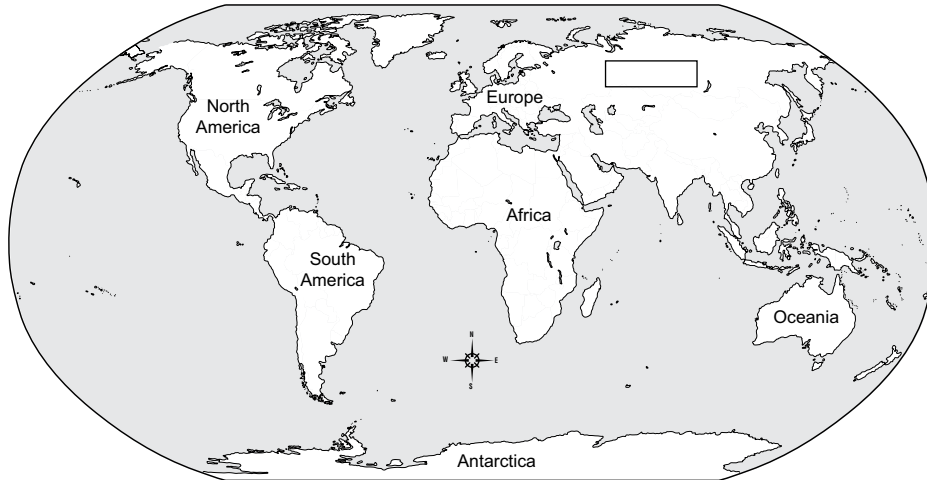 North
America
Europe
Africa
South
America
Oceania
N
W
E
S
Antarctica